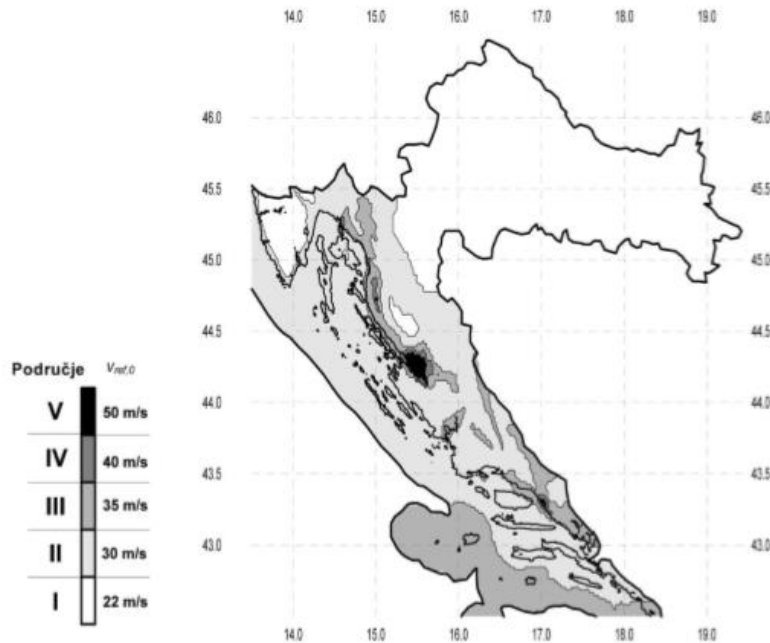 14.0 15.0 16.0 17.0 18.0 19.0
46.0 46.0
45.5 45.5
45.0 45.0
44.5 44.5
Područje Vref,0
V 50 m/s
44.0 44.0
IV 40 m/s
43.5 43.5
III 35 m/s
43.0 43.0
II 30 m/s
I 22 m/s
14.0 15.0 16.0 17.0 18.0 19.0